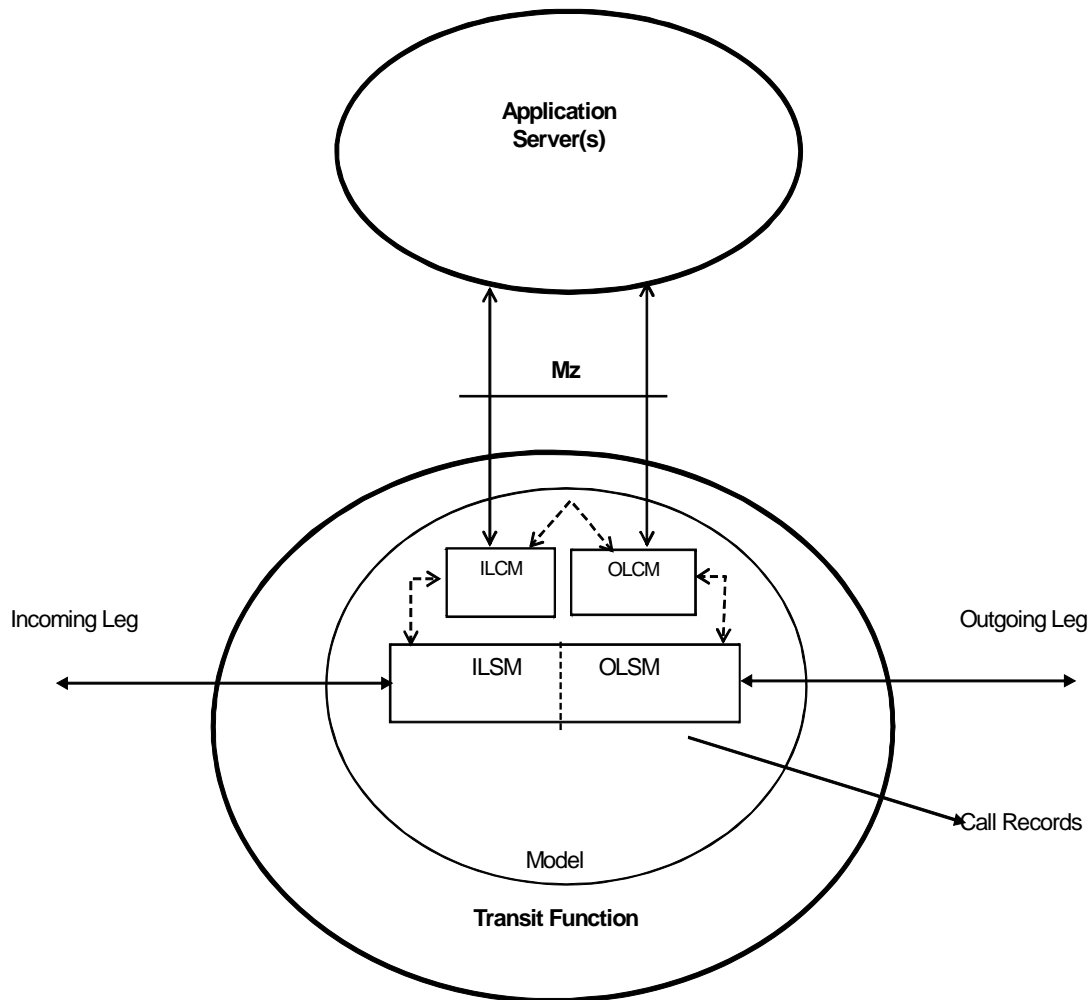 Application
Server(s)
Mz
ILCM
OLCM
Incoming Leg
Outgoing Leg
ILSM
OLSM
Call Records
Model
Transit Function